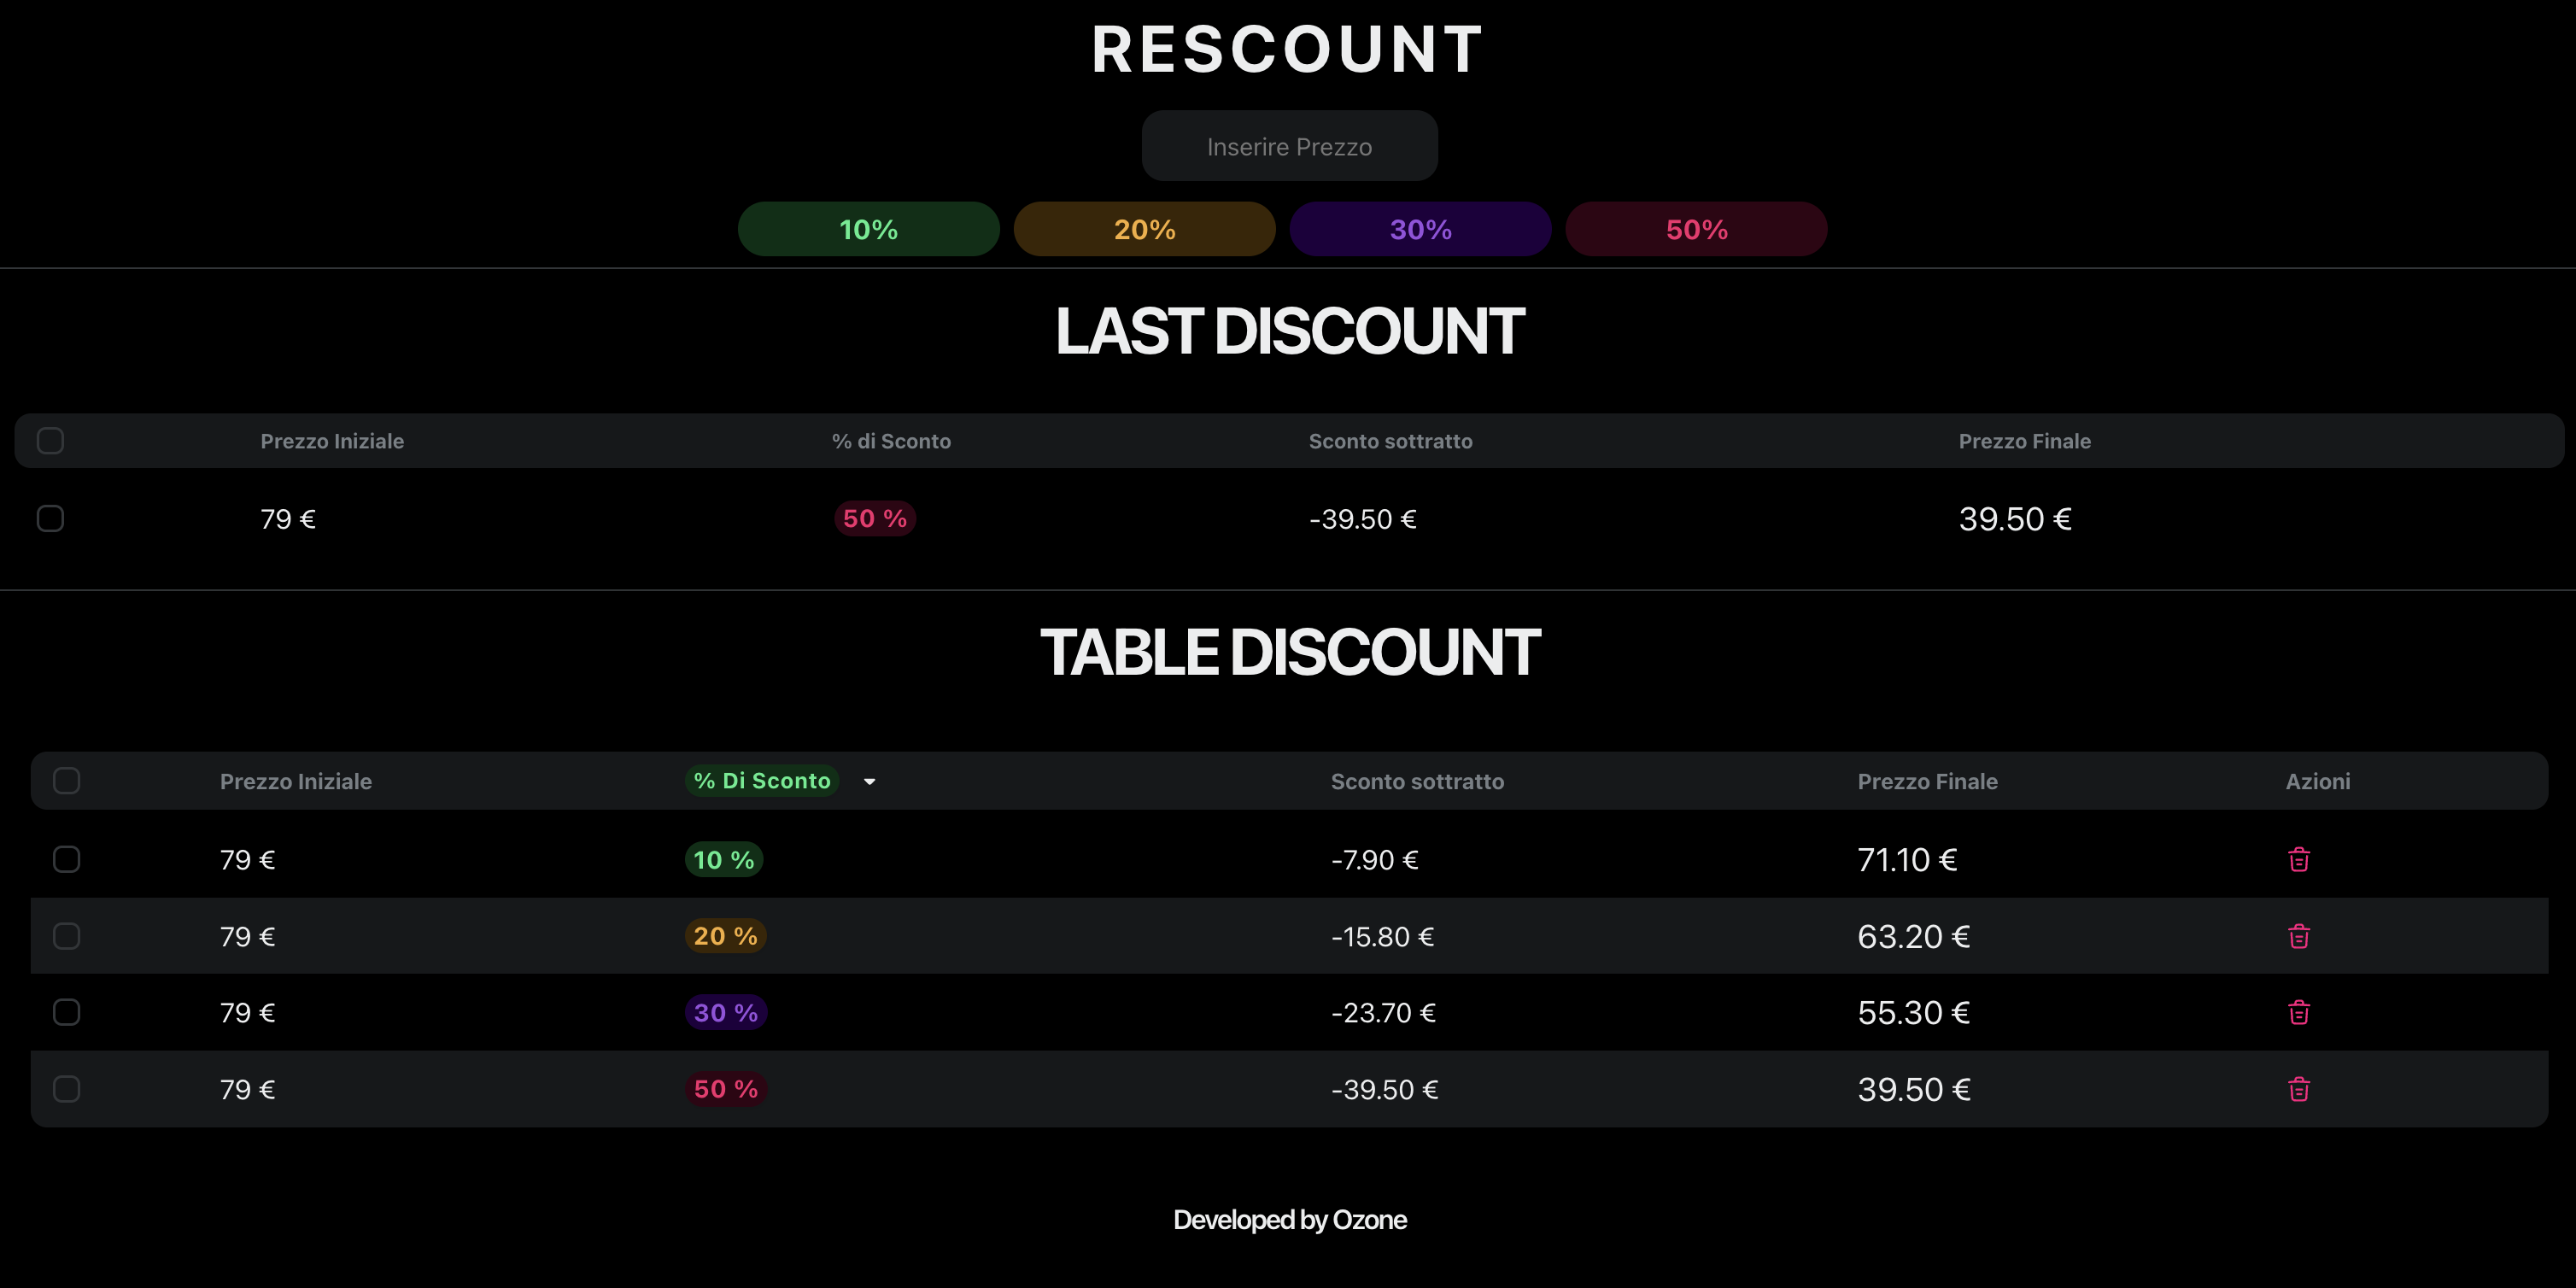 RESCOUNT
Inserire Prezzo
10% 20% 30% 50%
LAST DISCOUNT
Prezzo Iniziale % di Sconto Sconto sottratto Prezzo Finale
79 € 50 % -39.50 € 39.50 €
TABLE DISCOUNT
Prezzo Iniziale % Di Sconto Sconto sottratto Prezzo Finale Azioni
79 € 10 % -7.90 € 71.10 €
79 € 20 % -15.80 € 63.20 €
79 € 30 % -23.70 € 55.30 €
79 € 50 % -39.50 € 39.50 €
Developed by Ozone